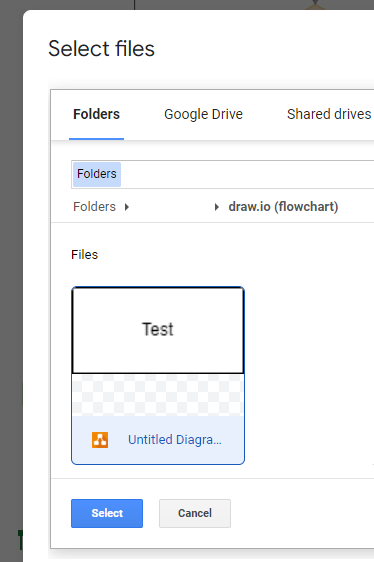 Select files
Folders Google Drive Shared drives
Folders
Folders draw.io (flowchart)
Files
Test
Untitled Diagra...
Select Cancel